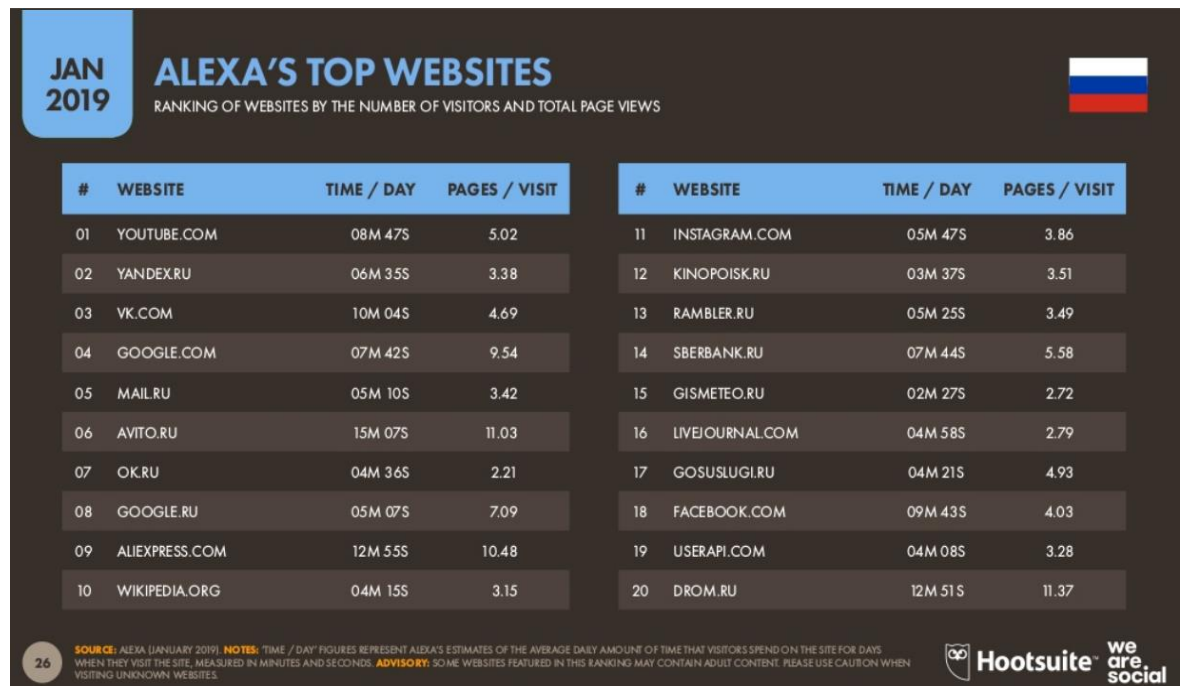 JAN
2019
ALEXA'S TOP WEBSITES
RANKING OF WEBSITES BY THE NUMBER OF VISITORS AND TOTAL PAGE VIEWS
# WEBSITE TIME / DAY PAGES / VISIT
01 YOUTUBE.COM 08M 47S 5.02
02 YANDEX.RU 06M 35S 3.38
03 VK.COM 10M 04S 4.69
04 GOOGLE.COM 07M 42S 9.54
05 MAIL.RU 05M 10S 3.42
06 AVITO.RU 15M 07S 11.03
07 OK.RU 04M 36S 2.21
08 GOOGLE.RU 05M 07S 7.09
09 ALIEXPRESS.COM 12M 55S 10.48
10 WIKIPEDIA.ORG 04M 15S 3.15
# WEBSITE TIME / DAY PAGES / VISIT
11 INSTAGRAM.COM 05M 47S 3.86
12 KINOPOISK.RU 03M 37S 3.51
13 RAMBLER.RU 05M 25S 3.49
14 SBERBANK.RU 07M 44S 5.58
15 GISMETEO.RU 02M 27S 2.72
16 LIVEJOURNAL.COM 04M 58S 2.79
17 GOSUSLUGI.RU 04M 21S 4.93
18 FACEBOOK.COM 09M 43S 4.03
19 USERAPI.COM 04M 08S 3.28
20 DROM.RU 12M 51S 11.37
26
SOURCE: ALEXA (JANUARY 2019). NOTES: 'TIME / DAY' FIGURES REPRESENT ALEXA'S ESTIMATES OF THE AVERAGE DAILY AMOUNT OF TIME THAT VISITORS SPEND ON THE SITE FOR DAYS
WHEN THEY VISIT THE SITE, MEASURED IN MINUTES AND SECONDS. ADVISORY: SOME WEBSITES FEATURED IN THIS RANKING MAY CONTAIN ADULT CONTENT. PLEASE USE CAUTION WHEN
VISITING UNKNOWN WEBSITES.
Hootsuite™
we
are
social